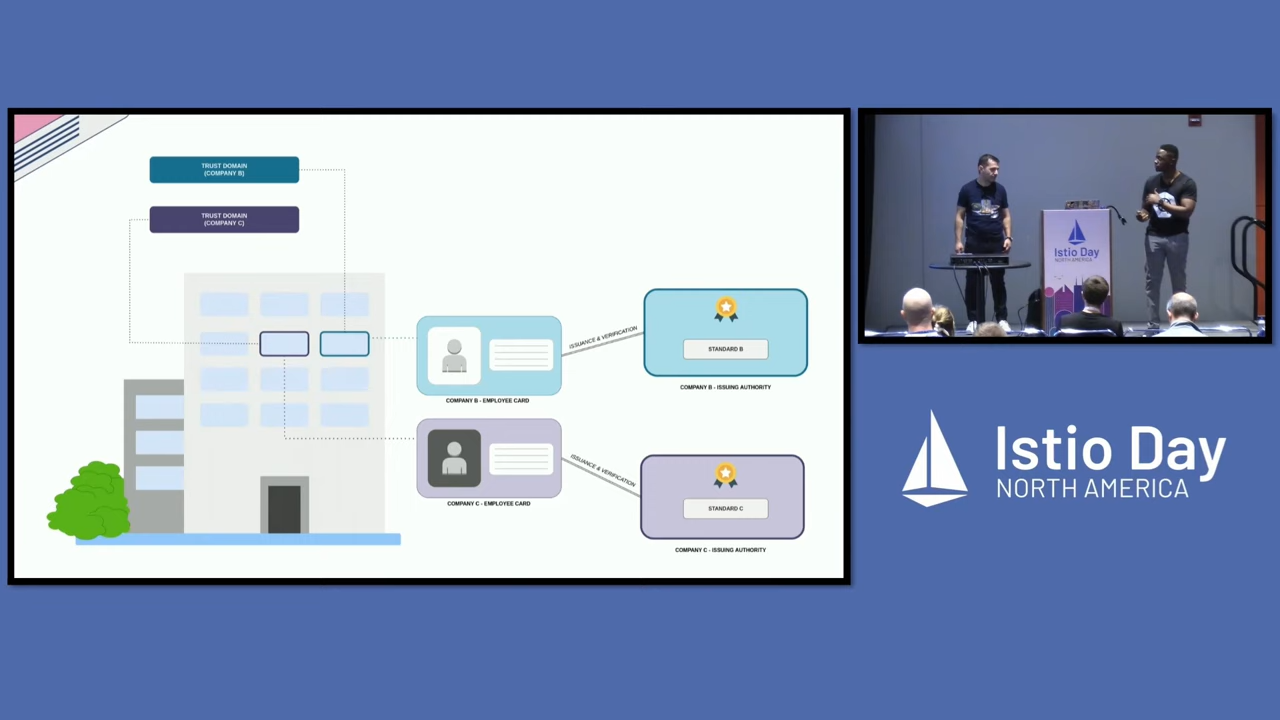 TRUST DOMAIN
(COMPANY B)
TRUST DOMAIN
(COMPANY C)
ISSUANCE & VERIFICATION
STANDARD B
COMPANY B - ISSUING AUTHORITY
COMPANY B - EMPLOYEE CARD
ISSUANCE & VERIFICATION
STANDARD C
COMPANY C - EMPLOYEE CARD
COMPANY C - ISSUING AUTHORITY
Istio Day
NORTH AMERICA
Istio Day
NORTH AMERICA